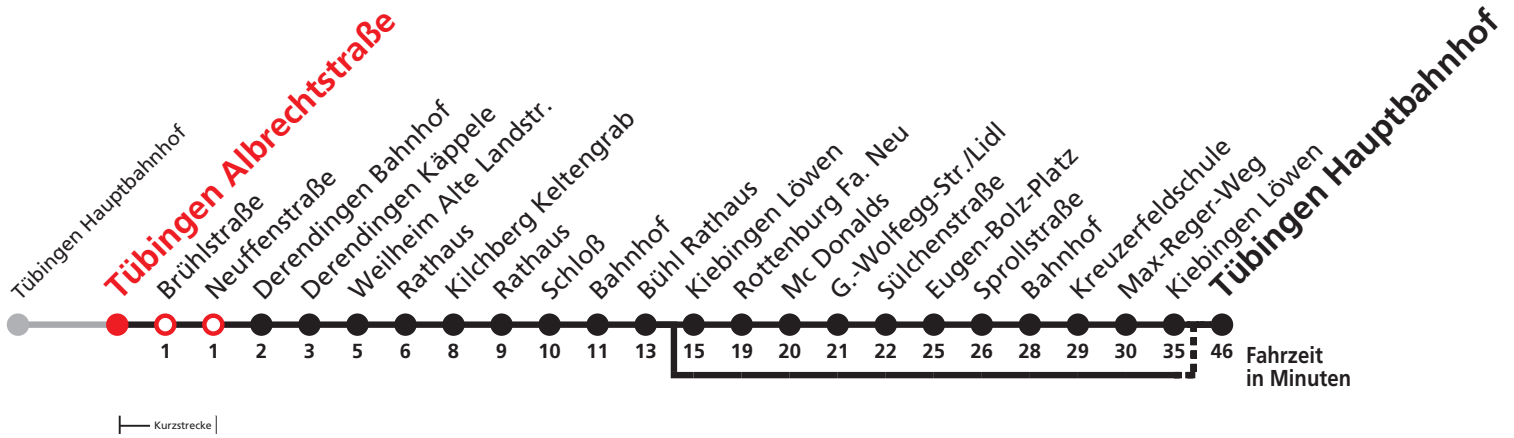 Tübingen Hauptbahnhof
Tübingen Albrechtstraße
Brühlstraße
Neuffenstraße
Derendingen Bahnhof
Derendingen Käppele
Weilheim Alte Landstr.
Rathaus
Kilchberg Keltengrab
Rathaus
Schloß
Bahnhof
Bühl Rathaus
Kiebingen Löwen
Rottenburg Fa. Neu
Mc Donalds
G.-Wolfegg-Str./Lidl
Sülchenstraße
Eugen-Bolz-Platz
Sprollstraße
Bahnhof
Kreuzerfeldschule
Max-Reger-Weg
Kiebingen Löwen
Tübingen Hauptbahnhof
1 1 2 3 5 6 8 9 10 11 13 15 19 20 21 22 25 26 28 29 30 35 46
Fahrzeit
in Minuten
Kurzstrecke